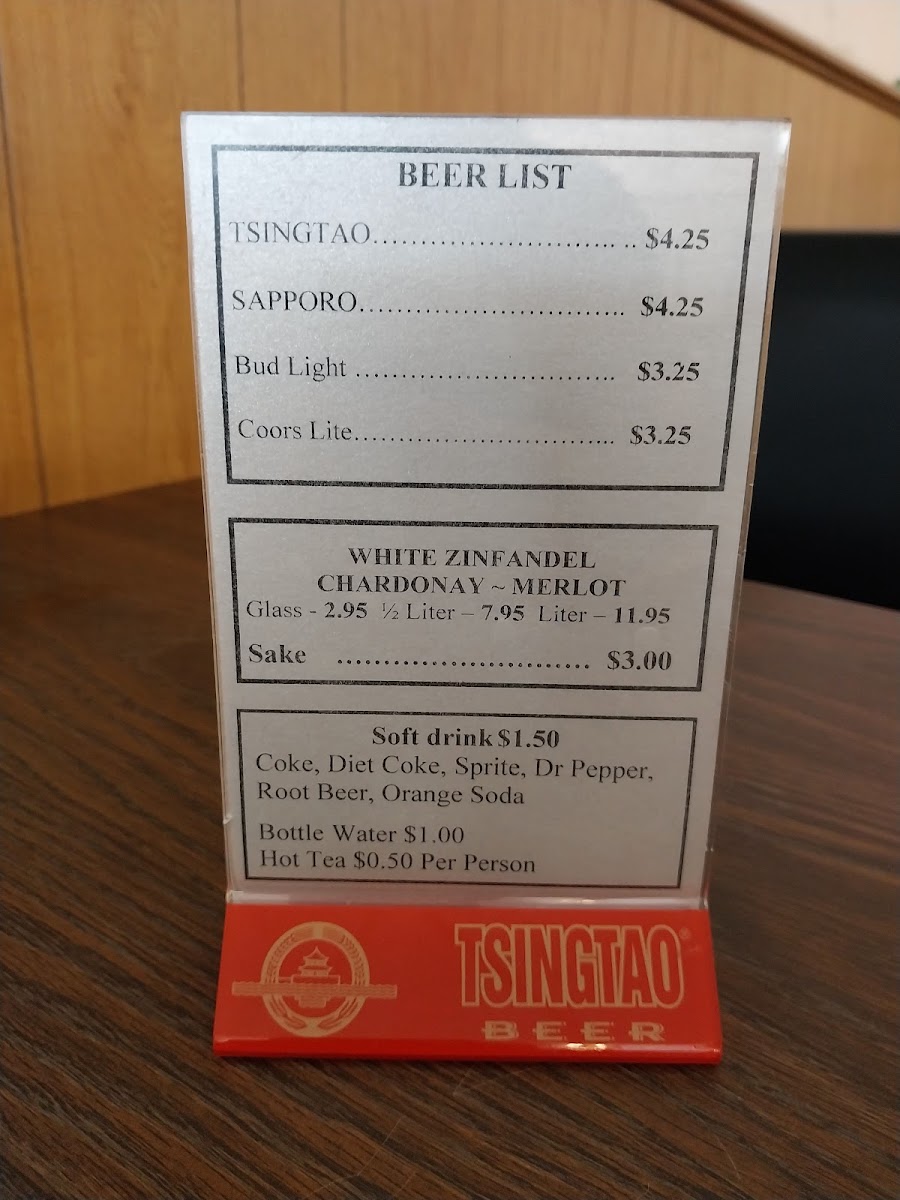 BEER LIST
TSINGTAO........................... .. $4.25
SAPPORO.............................. $4.25
Bud Light ............................. $3.25
Coors Lite............................. $3.25
WHITE ZINFANDEL
CHARDONAY ~ MERLOT
Glass - 2.95 ½ Liter – 7.95 Liter – 11.95
Sake ............................ $3.00
Soft drink $1.50
Coke, Diet Coke, Sprite, Dr Pepper,
Root Beer, Orange Soda
Bottle Water $1.00
Hot Tea $0.50 Per Person
TSINGTAO®
BEER